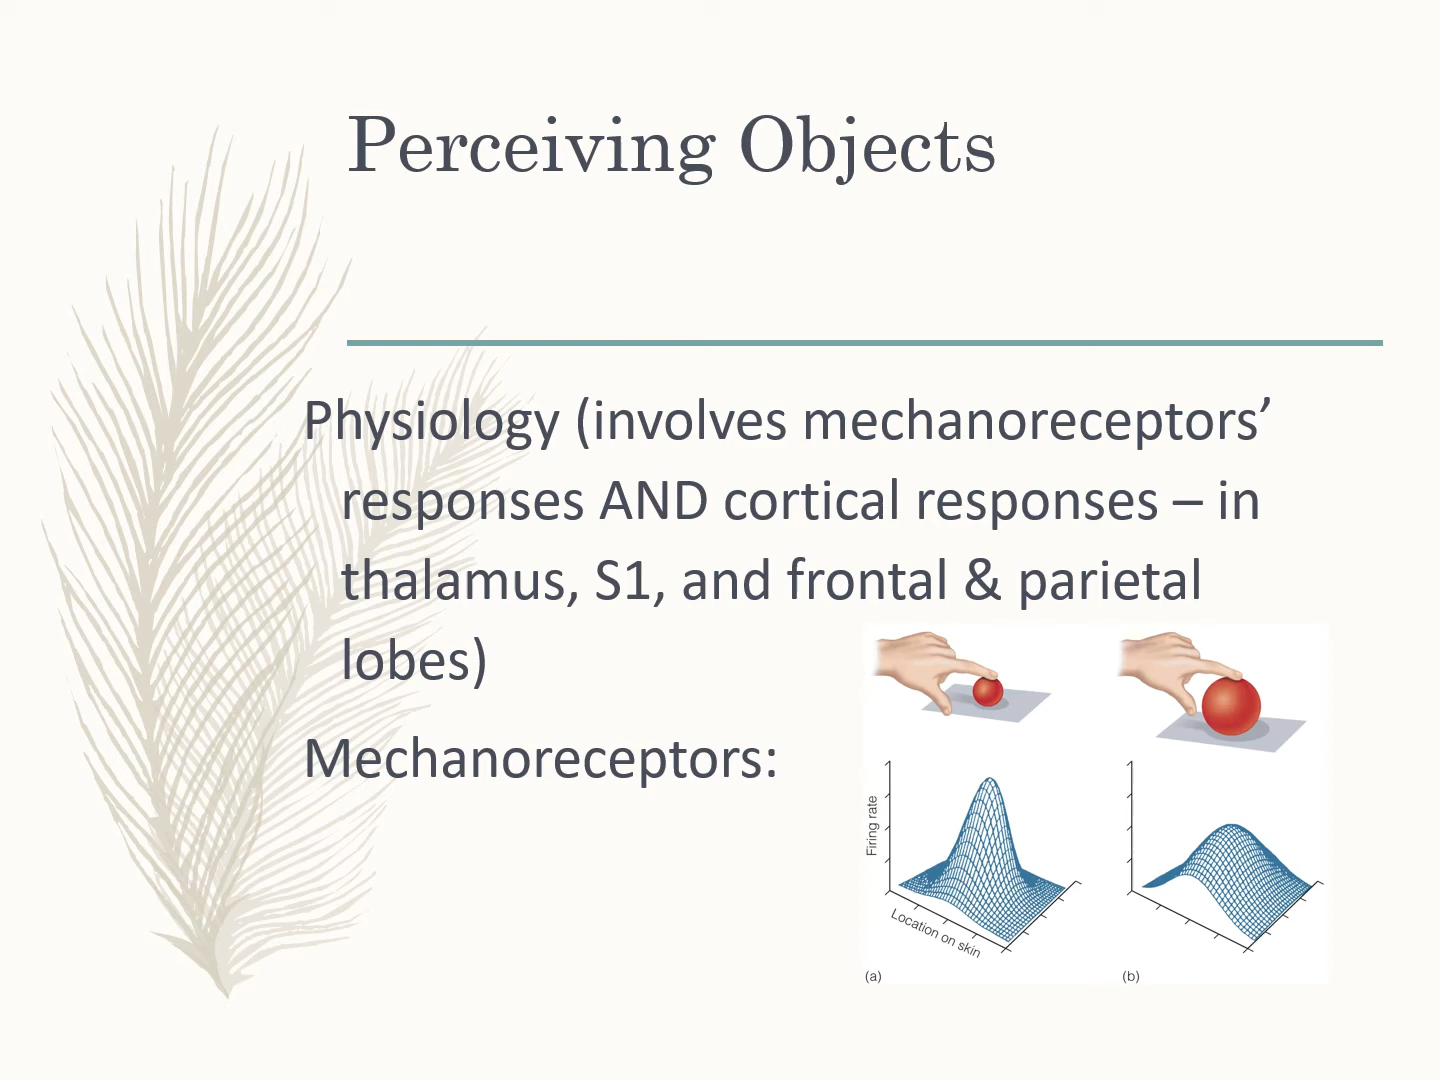 Perceiving Objects
Physiology (involves mechanoreceptors’
responses AND cortical responses – in
thalamus, S1, and frontal & parietal
lobes)
Mechanoreceptors:
Firing rate
Location on skin
(a)
(b)